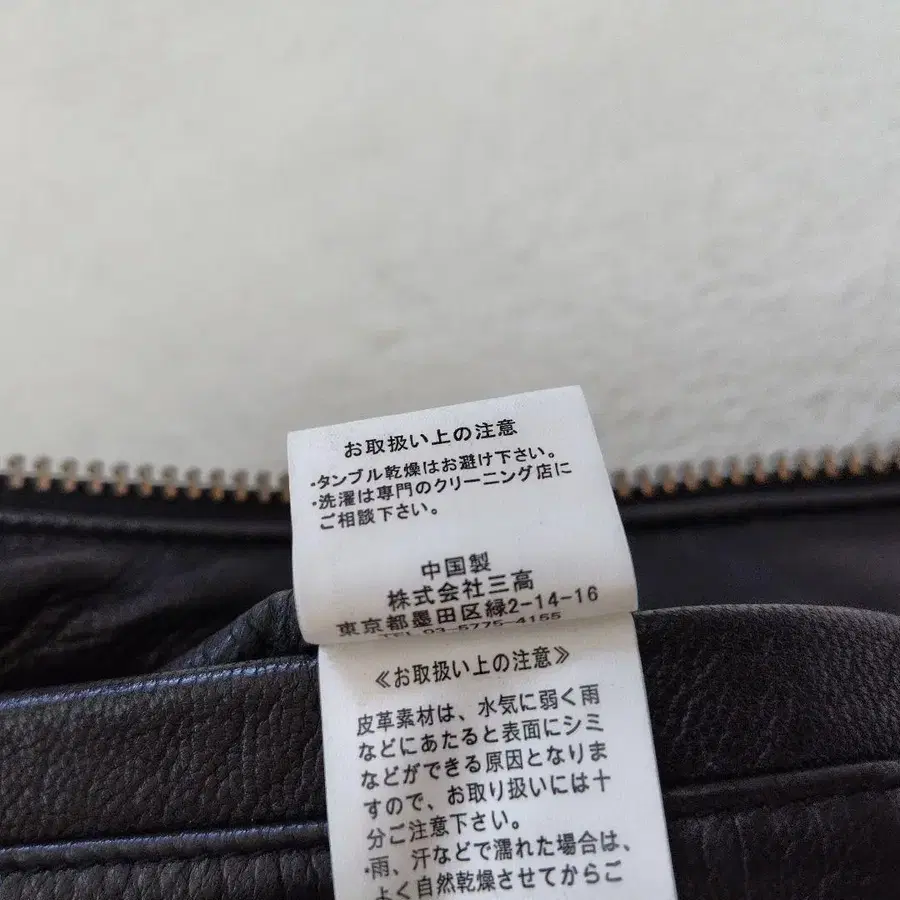 お取扱い上の注意
・タンブル乾燥はお避け下さい。
・洗濯は専門のクリーニング店に
ご相談下さい。
中国製
株式会社三高
東京都墨田区緑2-14-16
TEL 03-5775-4155
≪お取扱い上の注意≫
皮革素材は、水気に弱く雨
などにあたると表面にシミ
などができる原因となりま
すので、お取り扱いには十
分ご注意下さい。
・雨、汗などで濡れた場合は、
よく自然乾燥させてからご